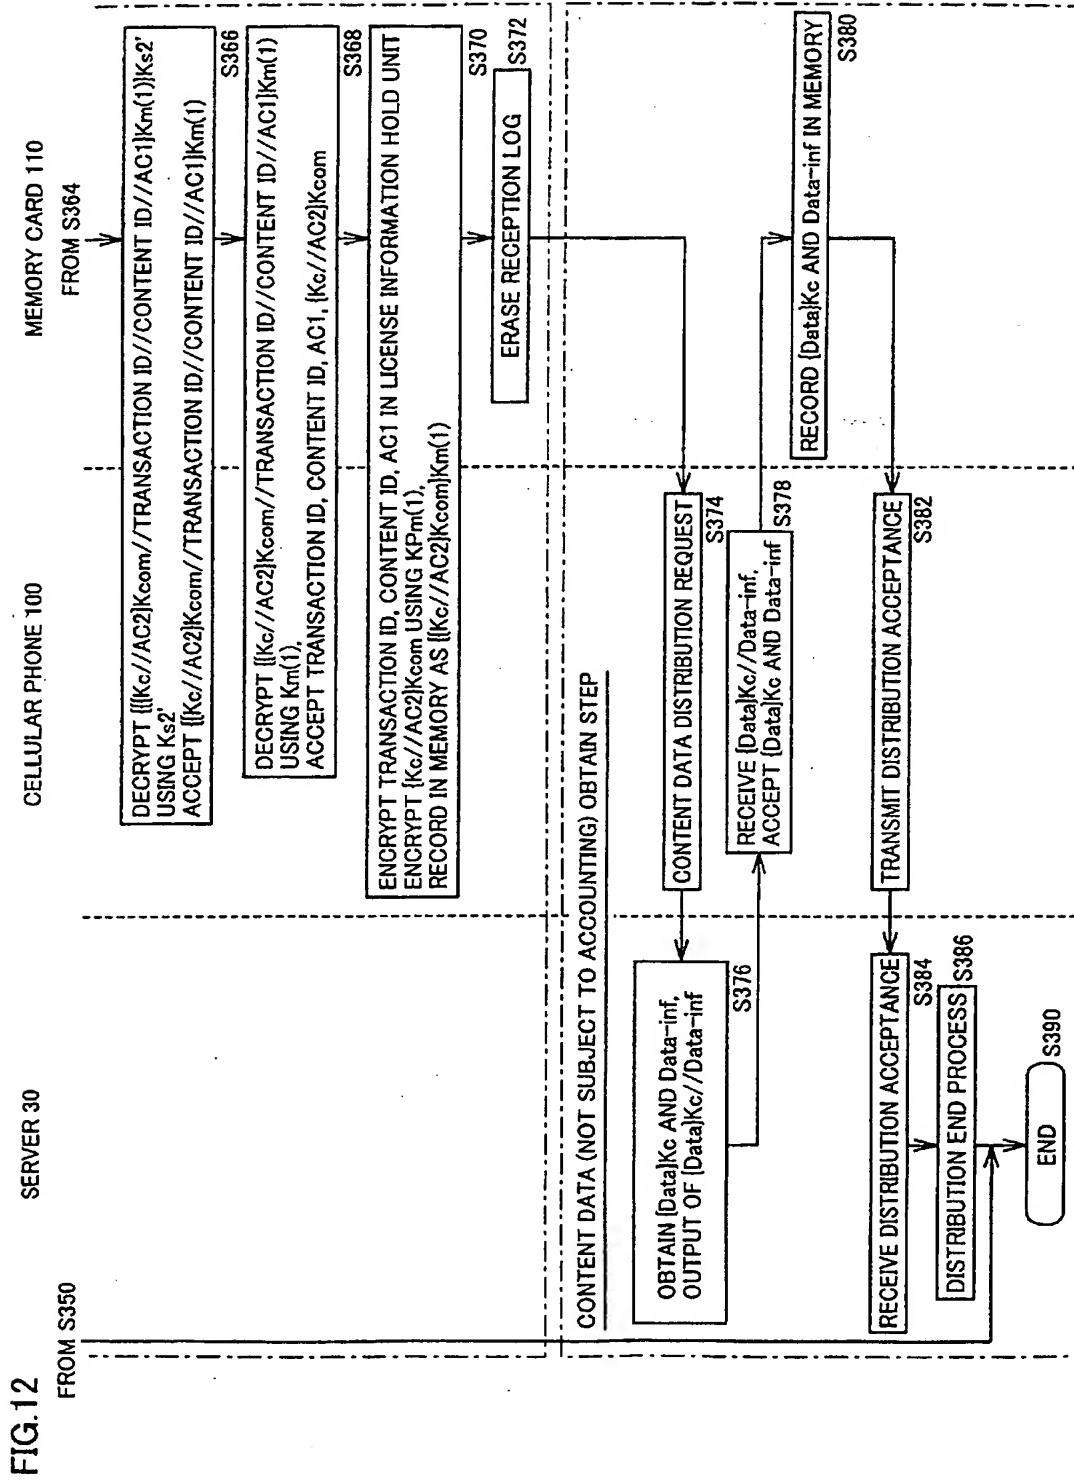 FIG.12
FROM S350
SERVER 30
CELLULAR PHONE 100
MEMORY CARD 110
FROM S364
DECRYPT {{{Kc//AC2}Kcom//TRANSACTION ID//CONTENT ID//AC1}Km(1)}Ks2'
USING Ks2'
ACCEPT {{Kc//AC2}Kcom//TRANSACTION ID//CONTENT ID//AC1}Km(1)
S366
DECRYPT {{Kc//AC2}Kcom//TRANSACTION ID//CONTENT ID//AC1}Km(1)
USING Km(1),
ACCEPT TRANSACTION ID, CONTENT ID, AC1, {Kc//AC2}Kcom
S368
ENCRYPT TRANSACTION ID, CONTENT ID, AC1 IN LICENSE INFORMATION HOLD UNIT
ENCRYPT {Kc//AC2}Kcom USING KPm(1),
RECORD IN MEMORY AS {{Kc//AC2}Kcom}Km(1)
S370
ERASE RECEPTION LOG
S372
CONTENT DATA (NOT SUBJECT TO ACCOUNTING) OBTAIN STEP
CONTENT DATA DISTRIBUTION REQUEST
S374
OBTAIN {Data}Kc AND Data-inf,
OUTPUT OF {Data}Kc//Data-inf
S376
RECEIVE {Data}Kc//Data-inf,
ACCEPT {Data}Kc AND Data-inf
S378
RECORD {Data}Kc AND Data-inf IN MEMORY
S380
TRANSMIT DISTRIBUTION ACCEPTANCE
S382
RECEIVE DISTRIBUTION ACCEPTANCE
S384
DISTRIBUTION END PROCESS
S386
END
S390